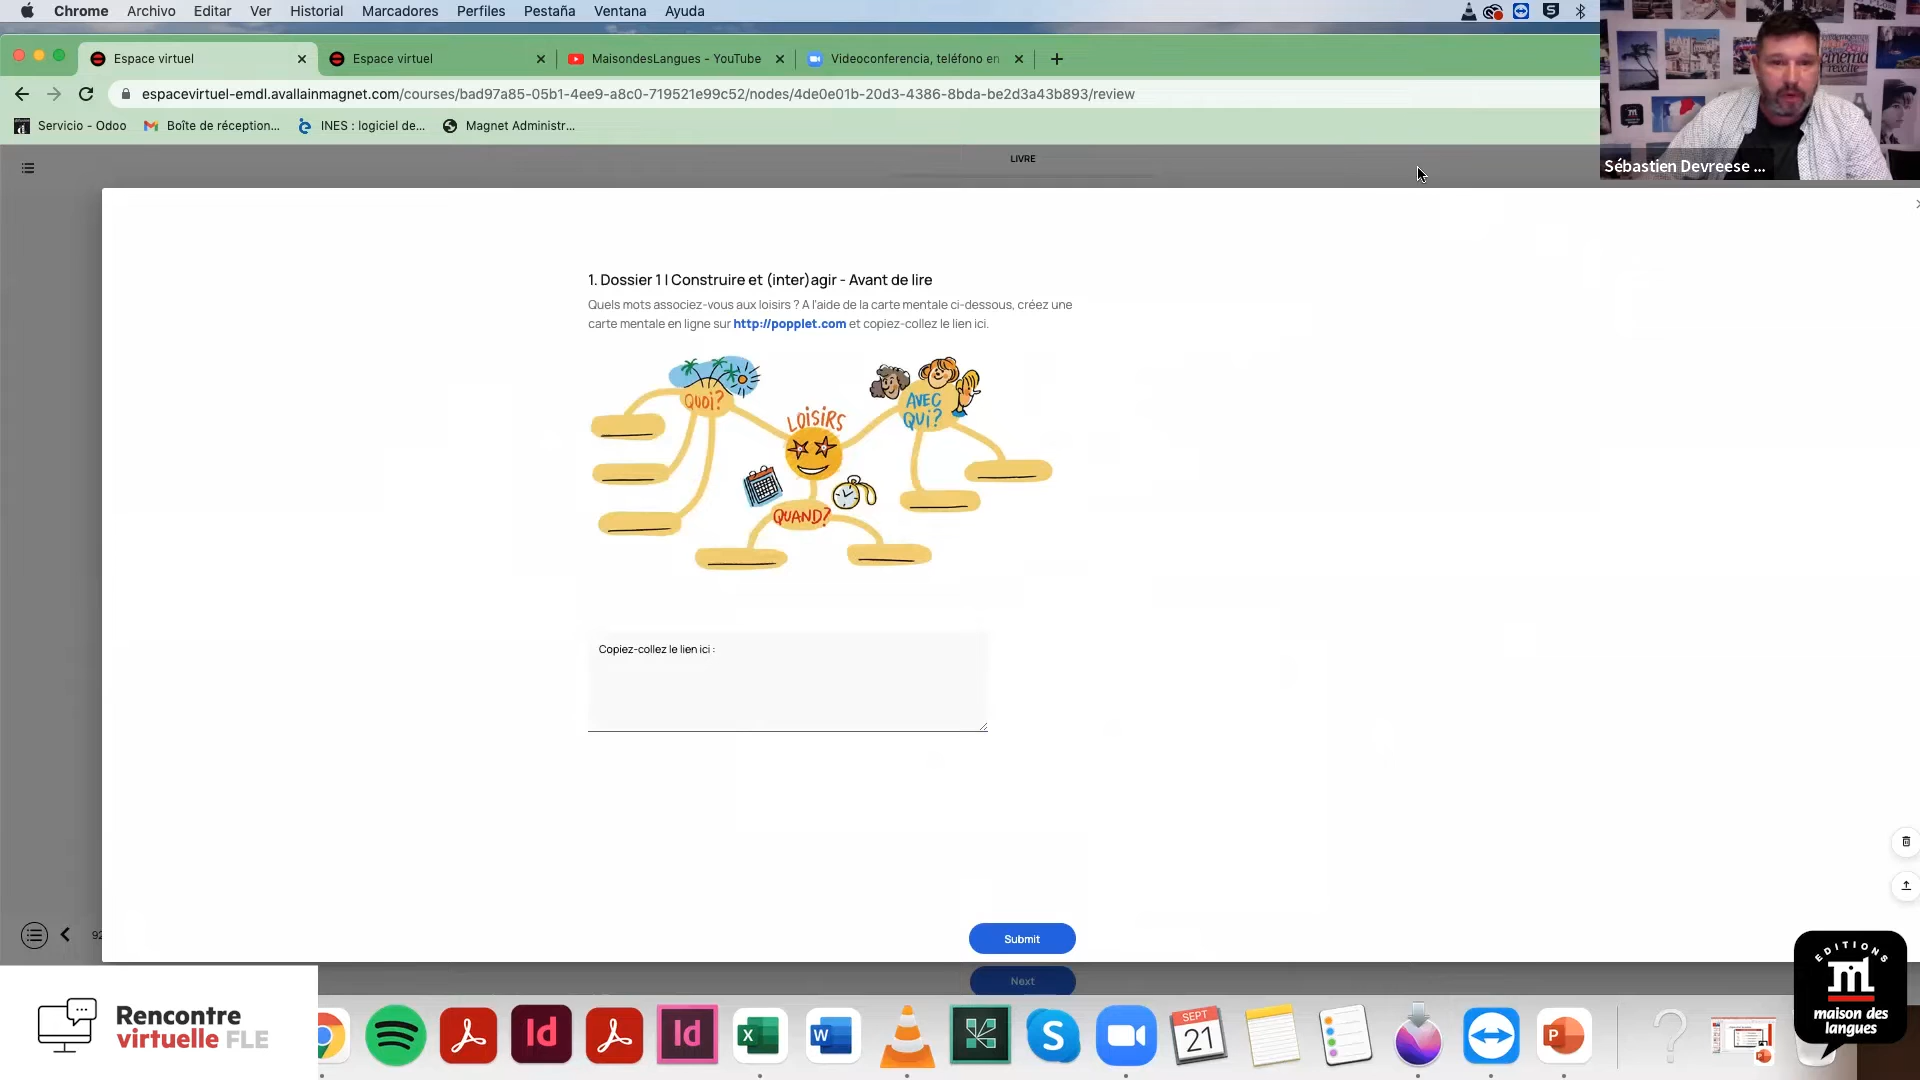 Chrome Archivo Editar Ver Historial Marcadores Perfiles Pestaña Ventana Ayuda
Espace virtuel Espace virtuel MaisondesLangues - YouTube Videoconferencia, teléfono en
espacevirtuel-emdl.avallainmagnet.com/courses/bad97a85-05b1-4ee9-a8c0-719521e99c52/nodes/4de0e01b-20d3-4386-8bda-be2d3a43b893/review
Servicio - Odoo Boîte de réception... INES : logiciel de... Magnet Administr...
LIVRE
Sébastien Devreese ...
1. Dossier 1 | Construire et (inter)agir - Avant de lire
Quels mots associez-vous aux loisirs ? A l'aide de la carte mentale ci-dessous, créez une
carte mentale en ligne sur http://popplet.com et copiez-collez le lien ici.
QUOI?
AVEC
QUI?
LOISIRS
QUAND?
Copiez-collez le lien ici :
Submit
92
Next
Rencontre
virtuelle FLE
Id
Id
X
W
S
SEPT
21
P
EDITIONS
maison des
langues